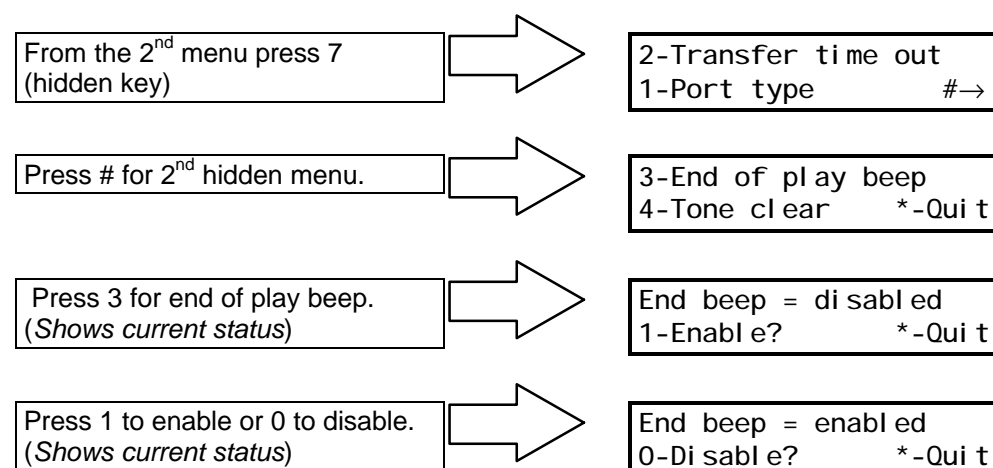 From the 2nd menu press 7
(hidden key)
2-Transfer time out
1-Port type #→
Press # for 2nd hidden menu.
3-End of play beep
4-Tone clear *-Quit
Press 3 for end of play beep.
(Shows current status)
End beep = disabled
1-Enable? *-Quit
Press 1 to enable or 0 to disable.
(Shows current status)
End beep = enabled
0-Disable? *-Quit